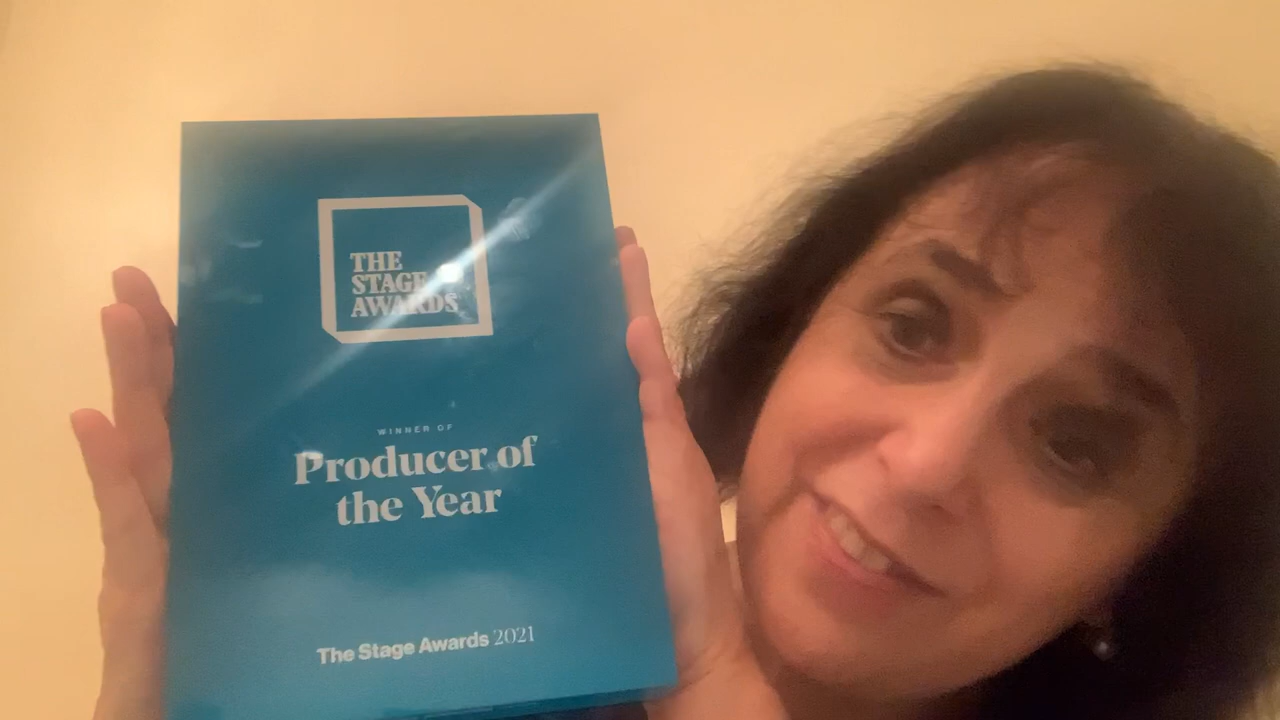 THE
STAGE
AWARDS
WINNER OF
Producer of
the Year
The Stage Awards 2021